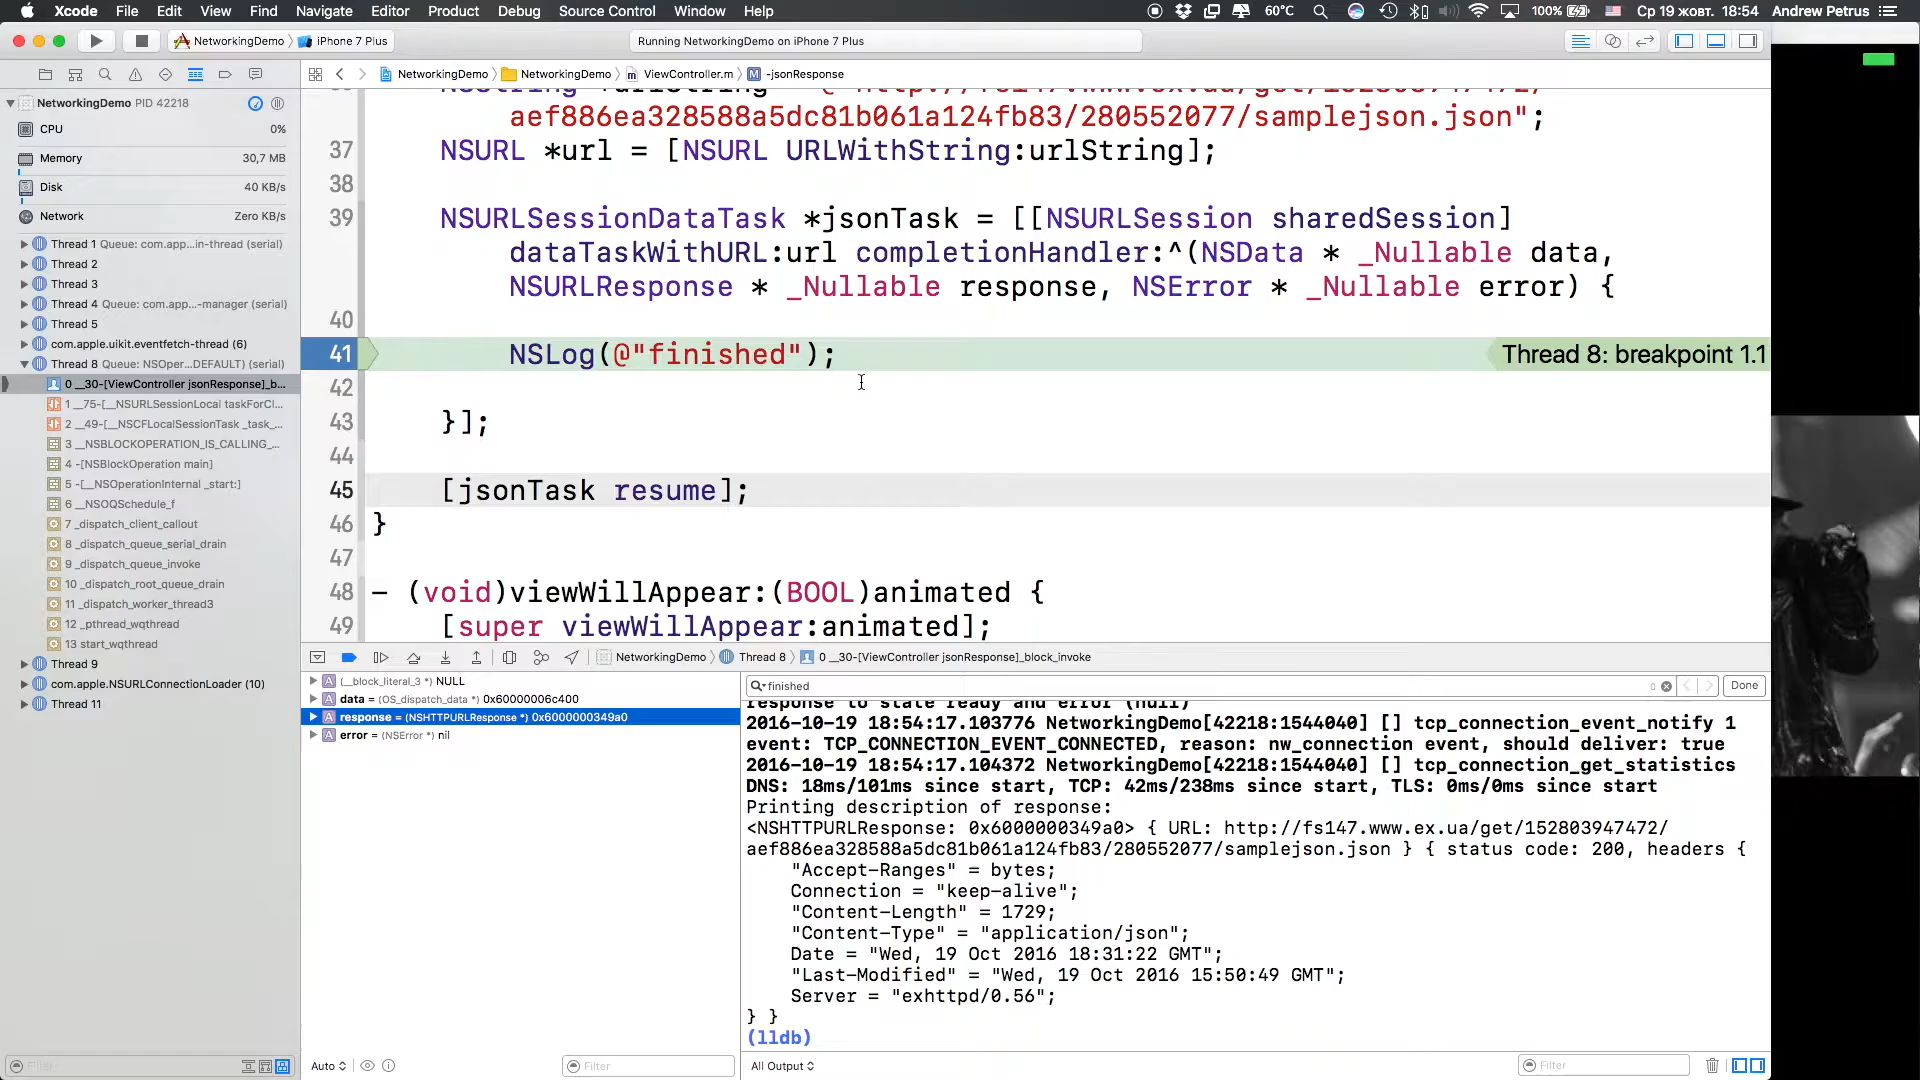 Xcode File Edit View Find Navigate Editor Product Debug Source Control Window Help 60°C 100% Ср 19 жовт. 18:54 Andrew Petrus
NetworkingDemo iPhone 7 Plus Running NetworkingDemo on iPhone 7 Plus
NetworkingDemo NetworkingDemo ViewController.m -jsonResponse
NetworkingDemo PID 42218
CPU 0%
Memory 30,7 MB
Disk 40 KB/s
Network Zero KB/s
Thread 1 Queue: com.app...in-thread (serial)
Thread 2
Thread 3
Thread 4 Queue: com.app...-manager (serial)
Thread 5
com.apple.uikit.eventfetch-thread (6)
Thread 8 Queue: NSOper...DEFAULT) (serial)
0 __30-[ViewController jsonResponse]_b...
1 __75-[__NSURLSessionLocal taskForCl...
2 __49-[__NSCFLocalSessionTask _task_...
3 __NSBLOCKOPERATION_IS_CALLING_...
4 -[NSBlockOperation main]
5 -[__NSOperationInternal _start:]
6 __NSOQSchedule_f
7 _dispatch_client_callout
8 _dispatch_queue_serial_drain
9 _dispatch_queue_invoke
10 _dispatch_root_queue_drain
11 _dispatch_worker_thread3
12 _pthread_wqthread
13 start_wqthread
Thread 9
com.apple.NSURLConnectionLoader (10)
Thread 11
Filter
aef886ea328588a5dc81b061a124fb83/280552077/samplejson.json";
37 NSURL *url = [NSURL URLWithString:urlString];
38
39 NSURLSessionDataTask *jsonTask = [[NSURLSession sharedSession]
dataTaskWithURL:url completionHandler:^(NSData * _Nullable data,
NSURLResponse * _Nullable response, NSError * _Nullable error) {
40
41 NSLog(@"finished"); Thread 8: breakpoint 1.1
42
43 }];
44
45 [jsonTask resume];
46 }
47
48 - (void)viewWillAppear:(BOOL)animated {
49 [super viewWillAppear:animated];
NetworkingDemo Thread 8 0 __30-[ViewController jsonResponse]_block_invoke
(__block_literal_3 *) NULL
data = (OS_dispatch_data *) 0x60000006c400
response = (NSHTTPURLResponse *) 0x6000000349a0
error = (NSError *) nil
Auto Filter
finished 0 Done
response to state ready and error (null)
2016-10-19 18:54:17.103776 NetworkingDemo[42218:1544040] [] tcp_connection_event_notify 1
event: TCP_CONNECTION_EVENT_CONNECTED, reason: nw_connection event, should deliver: true
2016-10-19 18:54:17.104372 NetworkingDemo[42218:1544040] [] tcp_connection_get_statistics
DNS: 18ms/101ms since start, TCP: 42ms/238ms since start, TLS: 0ms/0ms since start
Printing description of response:
<NSHTTPURLResponse: 0x6000000349a0> { URL: http://fs147.www.ex.ua/get/152803947472/
aef886ea328588a5dc81b061a124fb83/280552077/samplejson.json } { status code: 200, headers {
"Accept-Ranges" = bytes;
Connection = "keep-alive";
"Content-Length" = 1729;
"Content-Type" = "application/json";
Date = "Wed, 19 Oct 2016 18:31:22 GMT";
"Last-Modified" = "Wed, 19 Oct 2016 15:50:49 GMT";
Server = "exhttpd/0.56";
} }
(lldb)
All Output Filter